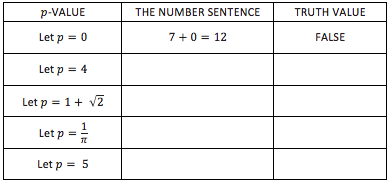 p-VALUE THE NUMBER SENTENCE TRUTH VALUE
Let p = 0 7 + 0 = 12 FALSE
Let p = 4
Let p = 1 + √2
Let p = 1/π
Let p = 5